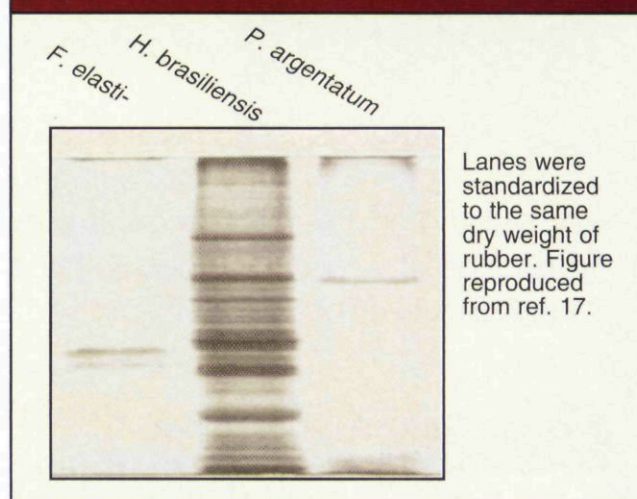 F. elasti-
H. brasiliensis
P. argentatum
Lanes were
standardized
to the same
dry weight of
rubber. Figure
reproduced
from ref. 17.